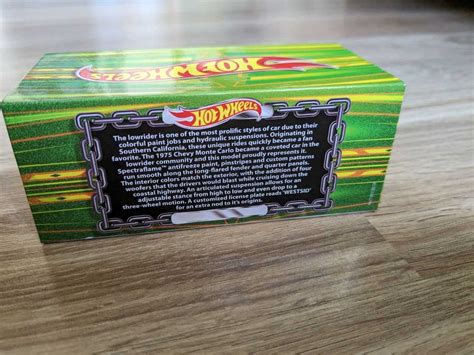 HOT WHEELS
HOT WHEELS
The lowrider is one of the most prolific styles of car due to their
colorful paint jobs and hydraulic suspensions. Originating in
Southern California, these unique rides quickly became a fan
favorite. The 1975 Chevy Monte Carlo became a coveted car in the
lowrider community and this model proudly represents it.
Spectraflame paint, pinstripes and custom patterns
run smooth along the long-flared fender and quarter panels.
The interior colors match the exterior, with the addition of four
woofers that the drivers would blast while cruising down the
coastal highway. An articulated suspension allows for an
adjustable stance from high to low and even drop to a
three-wheel motion. A customized license plate reads 'WESTSID'
for an extra nod to it's origins.